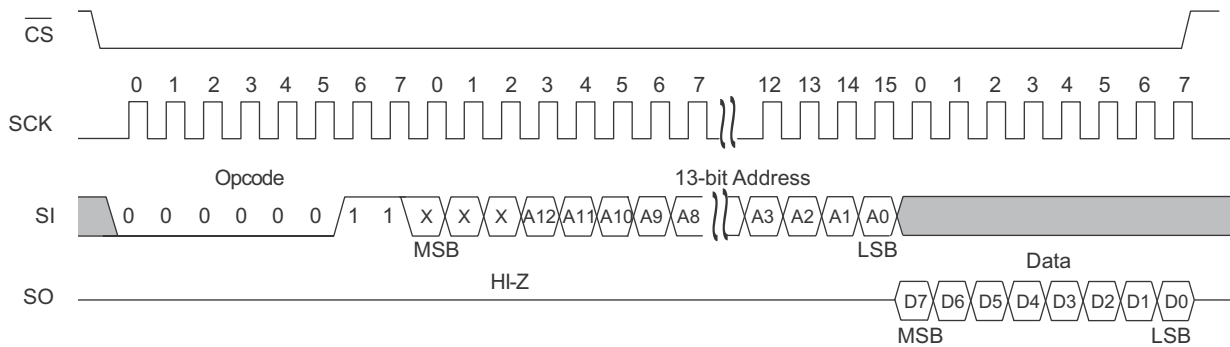 CS
0 1 2 3 4 5 6 7 0 1 2 3 4 5 6 7 12 13 14 15 0 1 2 3 4 5 6 7
SCK
Opcode 13-bit Address
SI 0 0 0 0 0 0 1 1 X X X A12 A11 A10 A9 A8 A3 A2 A1 A0
MSB LSB
HI-Z Data
SO D7 D6 D5 D4 D3 D2 D1 D0
MSB LSB